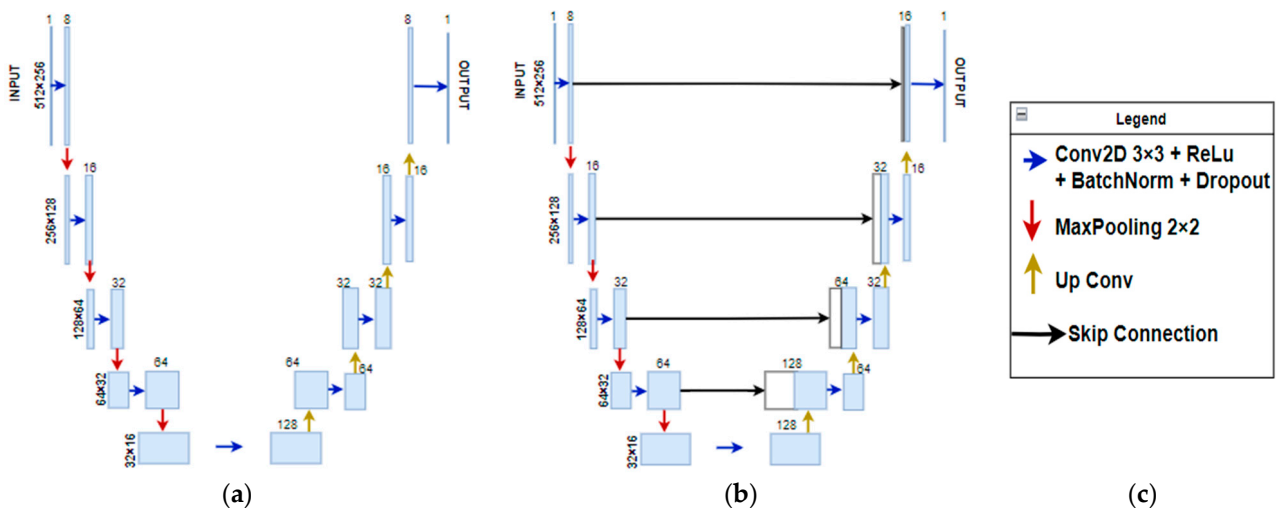 1 8
INPUT
512×256
16
256×128
32
128×64
64
64×32
32×16
128
64
64
32
32
16
16
8
1
OUTPUT
(a)
1 8
INPUT
512×256
16
256×128
32
128×64
64
64×32
32×16
128
128
64
64
32
32
16
16
1
OUTPUT
(b)
Legend
Conv2D 3×3 + ReLu
+ BatchNorm + Dropout
MaxPooling 2×2
Up Conv
Skip Connection
(c)